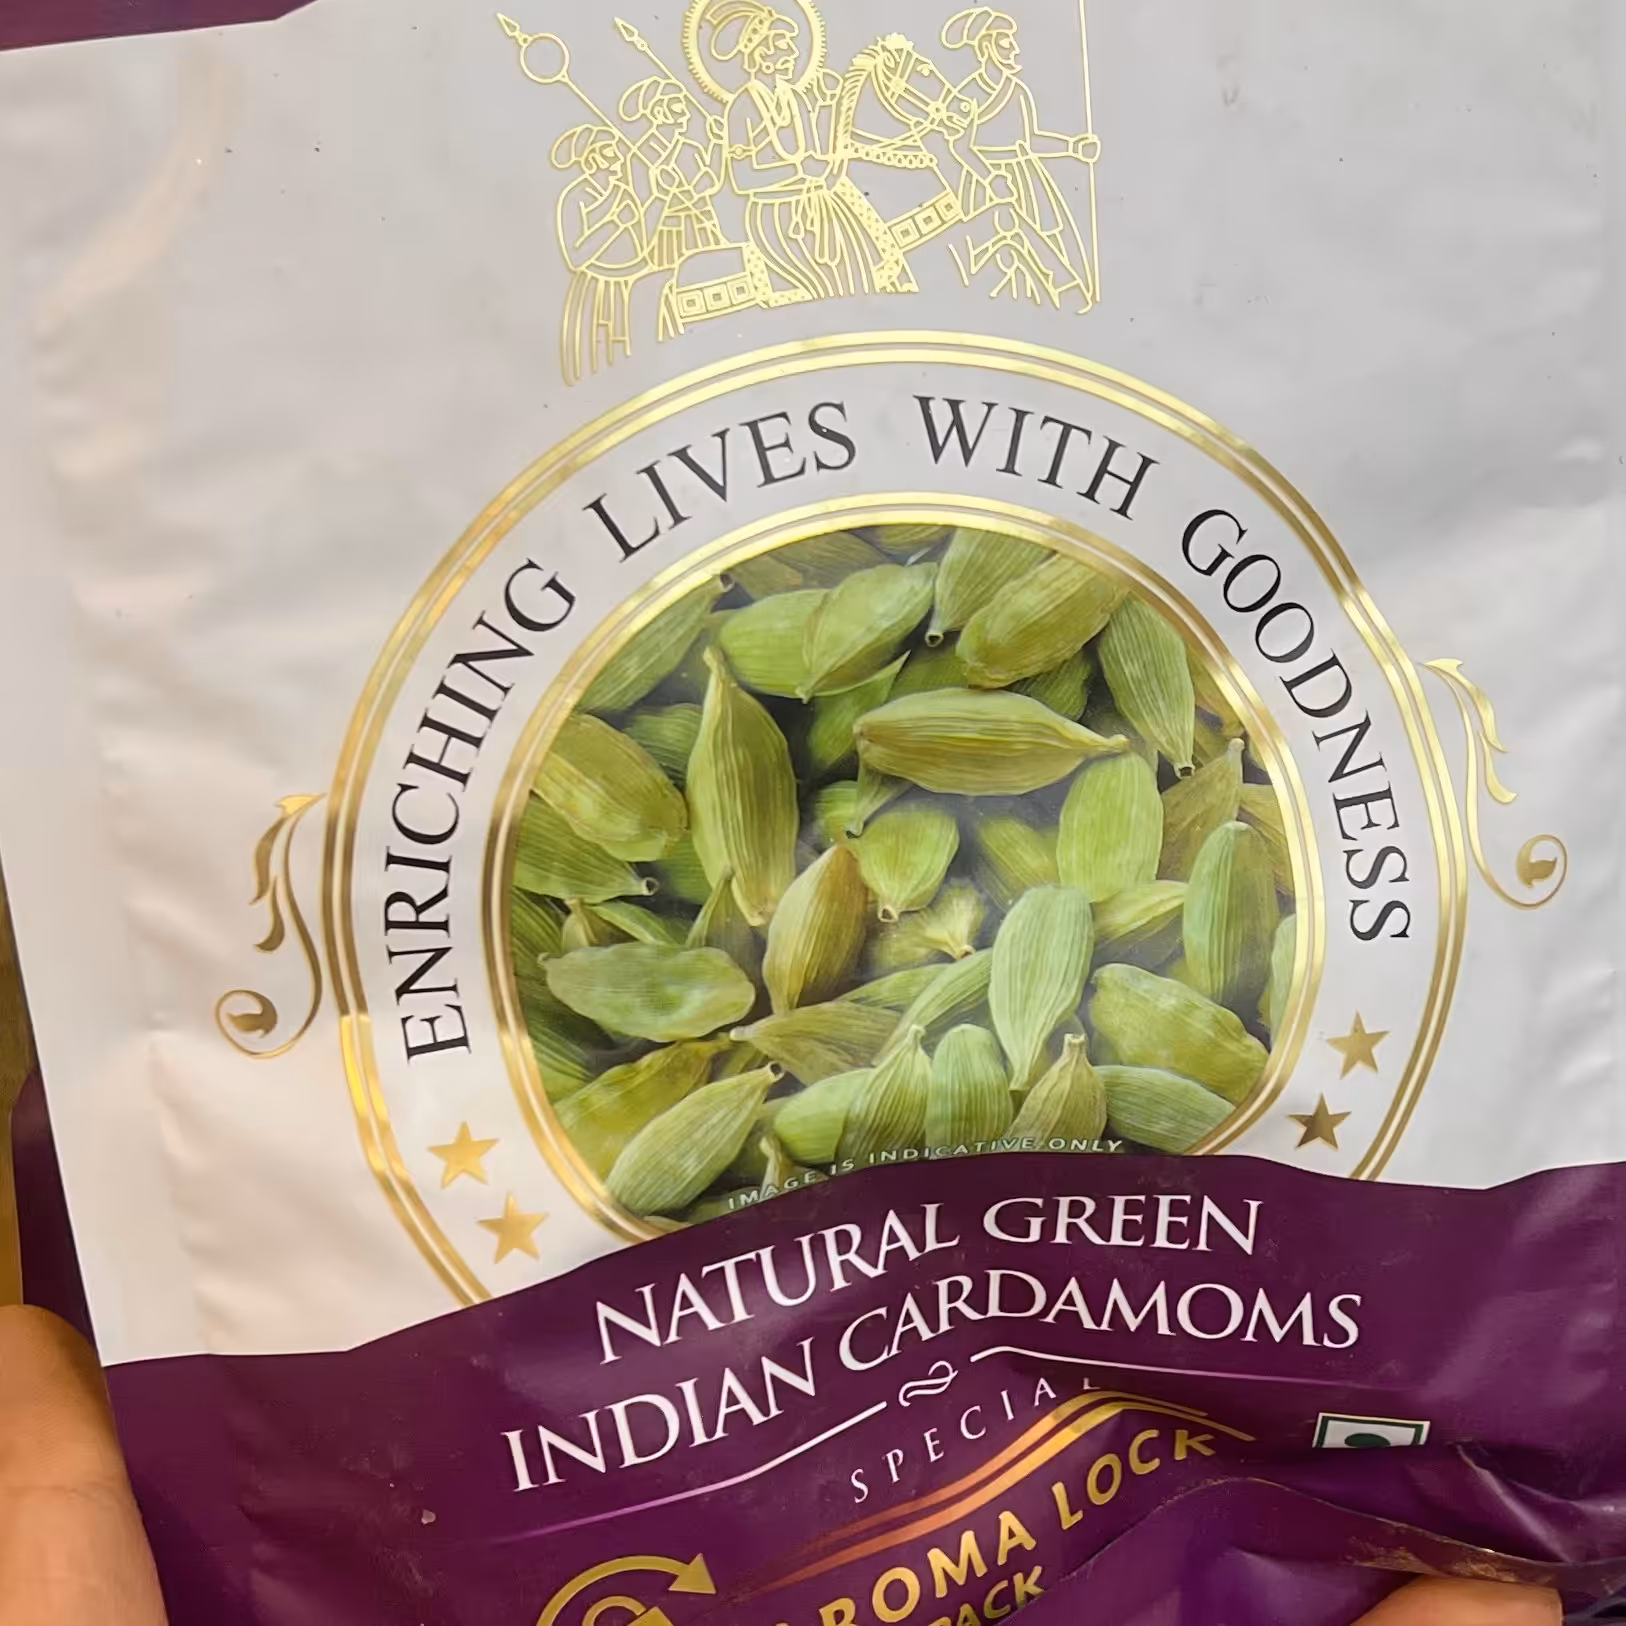 ENRICHING LIVES WITH GOODNESS
IMAGE IS INDICATIVE ONLY
NATURAL GREEN
INDIAN CARDAMOMS
SPECIAL
AROMA LOCK
PACK